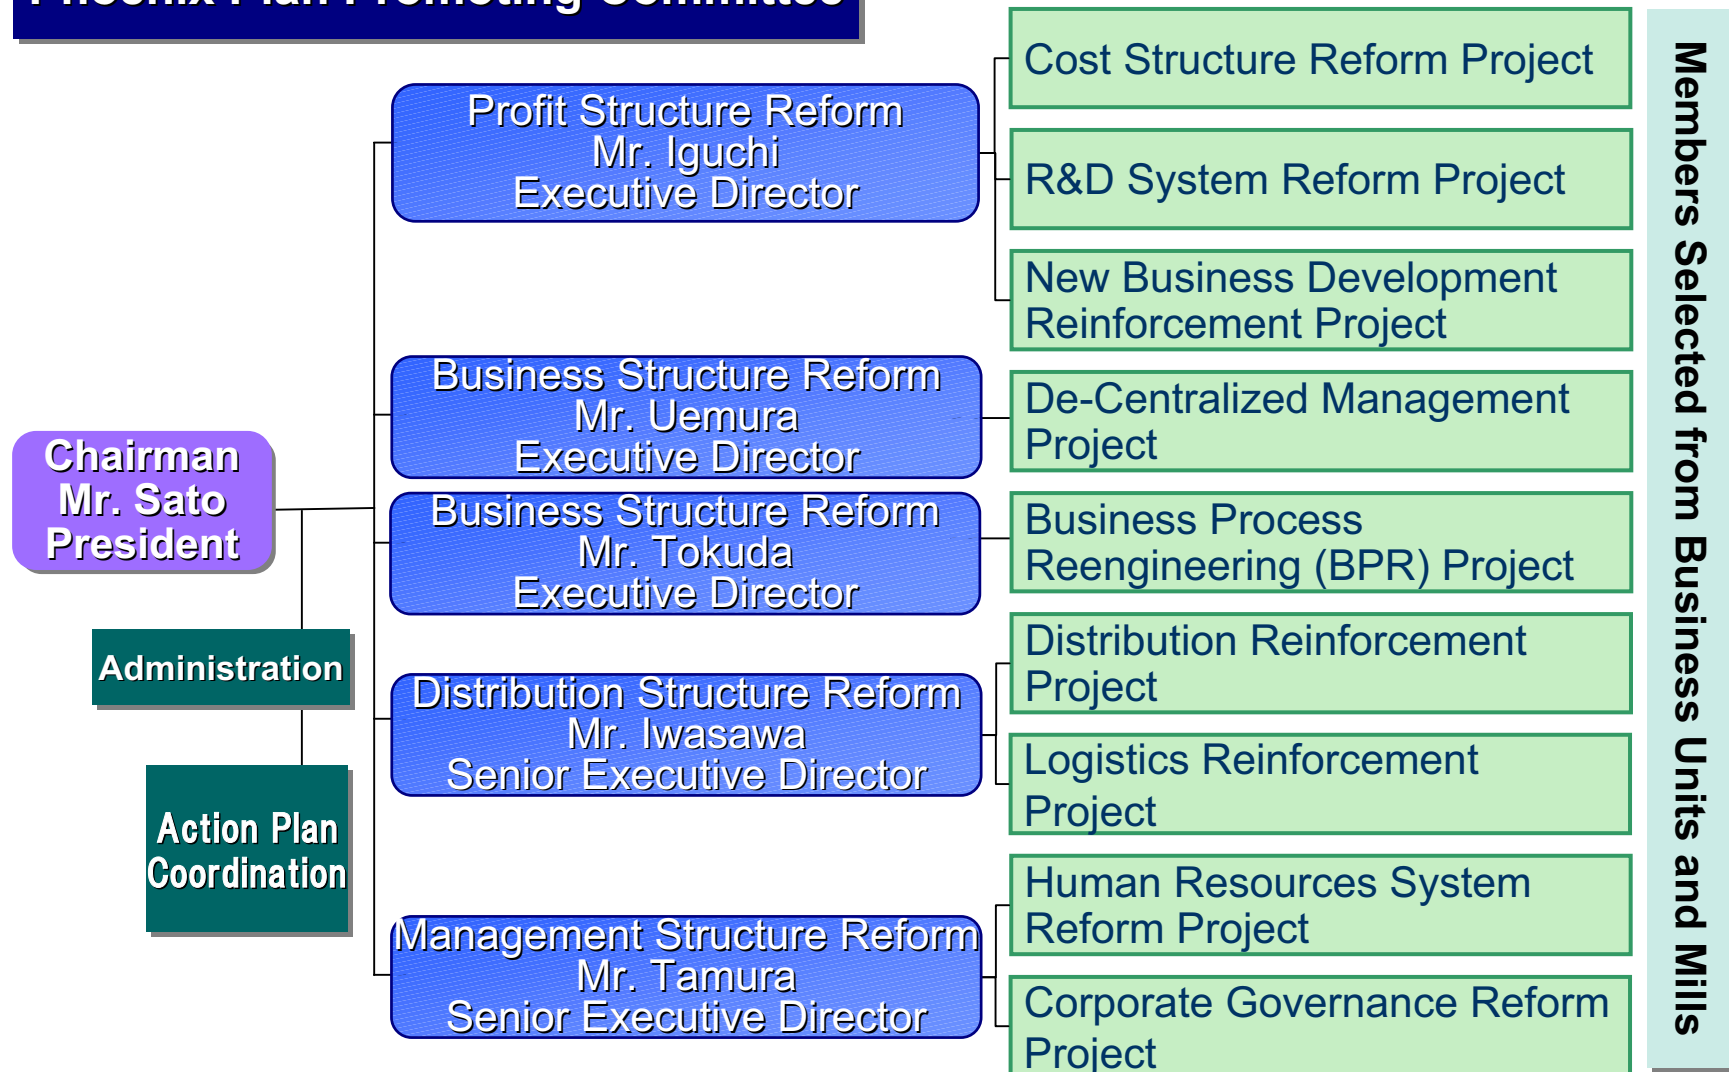 Phoenix Plan Promoting Committee
Profit Structure Reform
Mr. Iguchi
Executive Director
Business Structure Reform
Mr. Uemura
Executive Director
Chairman
Mr. Sato
President
Business Structure Reform
Mr. Tokuda
Executive Director
Administration
Distribution Structure Reform
Mr. Iwasawa
Senior Executive Director
Action Plan
Coordination
Management Structure Reform
Mr. Tamura
Senior Executive Director
Cost Structure Reform Project
R&D System Reform Project
New Business Development
Reinforcement Project
De-Centralized Management
Project
Business Process
Reengineering (BPR) Project
Distribution Reinforcement
Project
Logistics Reinforcement
Project
Human Resources System
Reform Project
Corporate Governance Reform
Project
Members Selected from Business Units and Mills